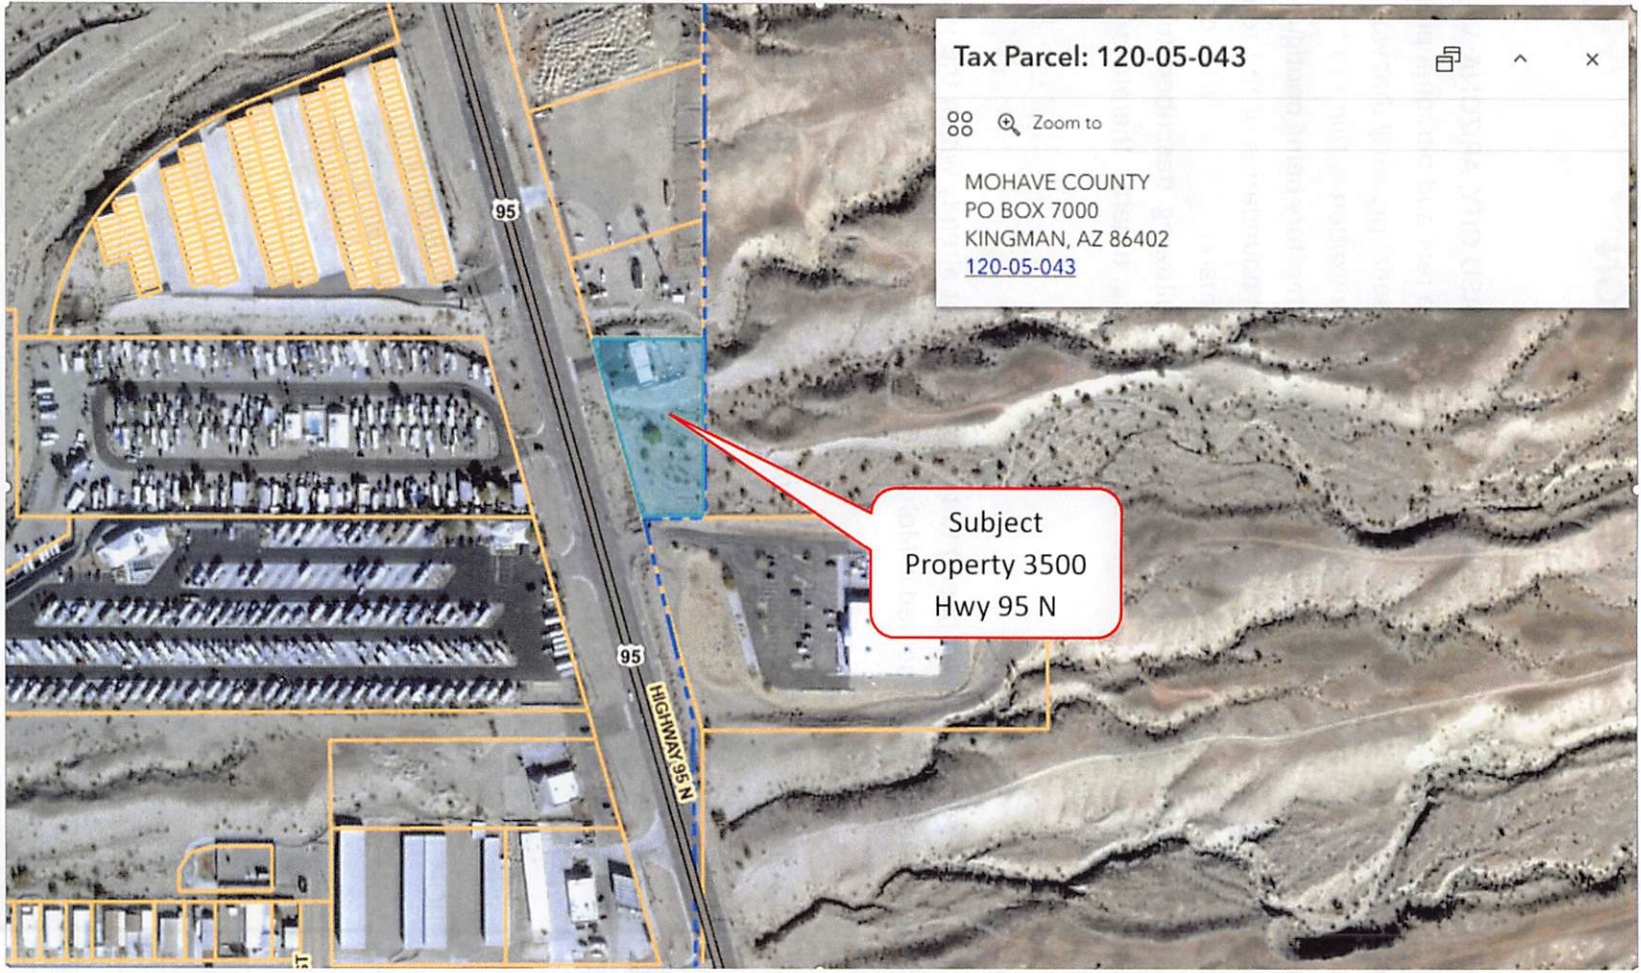 Tax Parcel: 120-05-043
Zoom to
MOHAVE COUNTY
PO BOX 7000
KINGMAN, AZ 86402
120-05-043
95
Subject
Property 3500
Hwy 95 N
95
HIGHWAY 95 N
ST